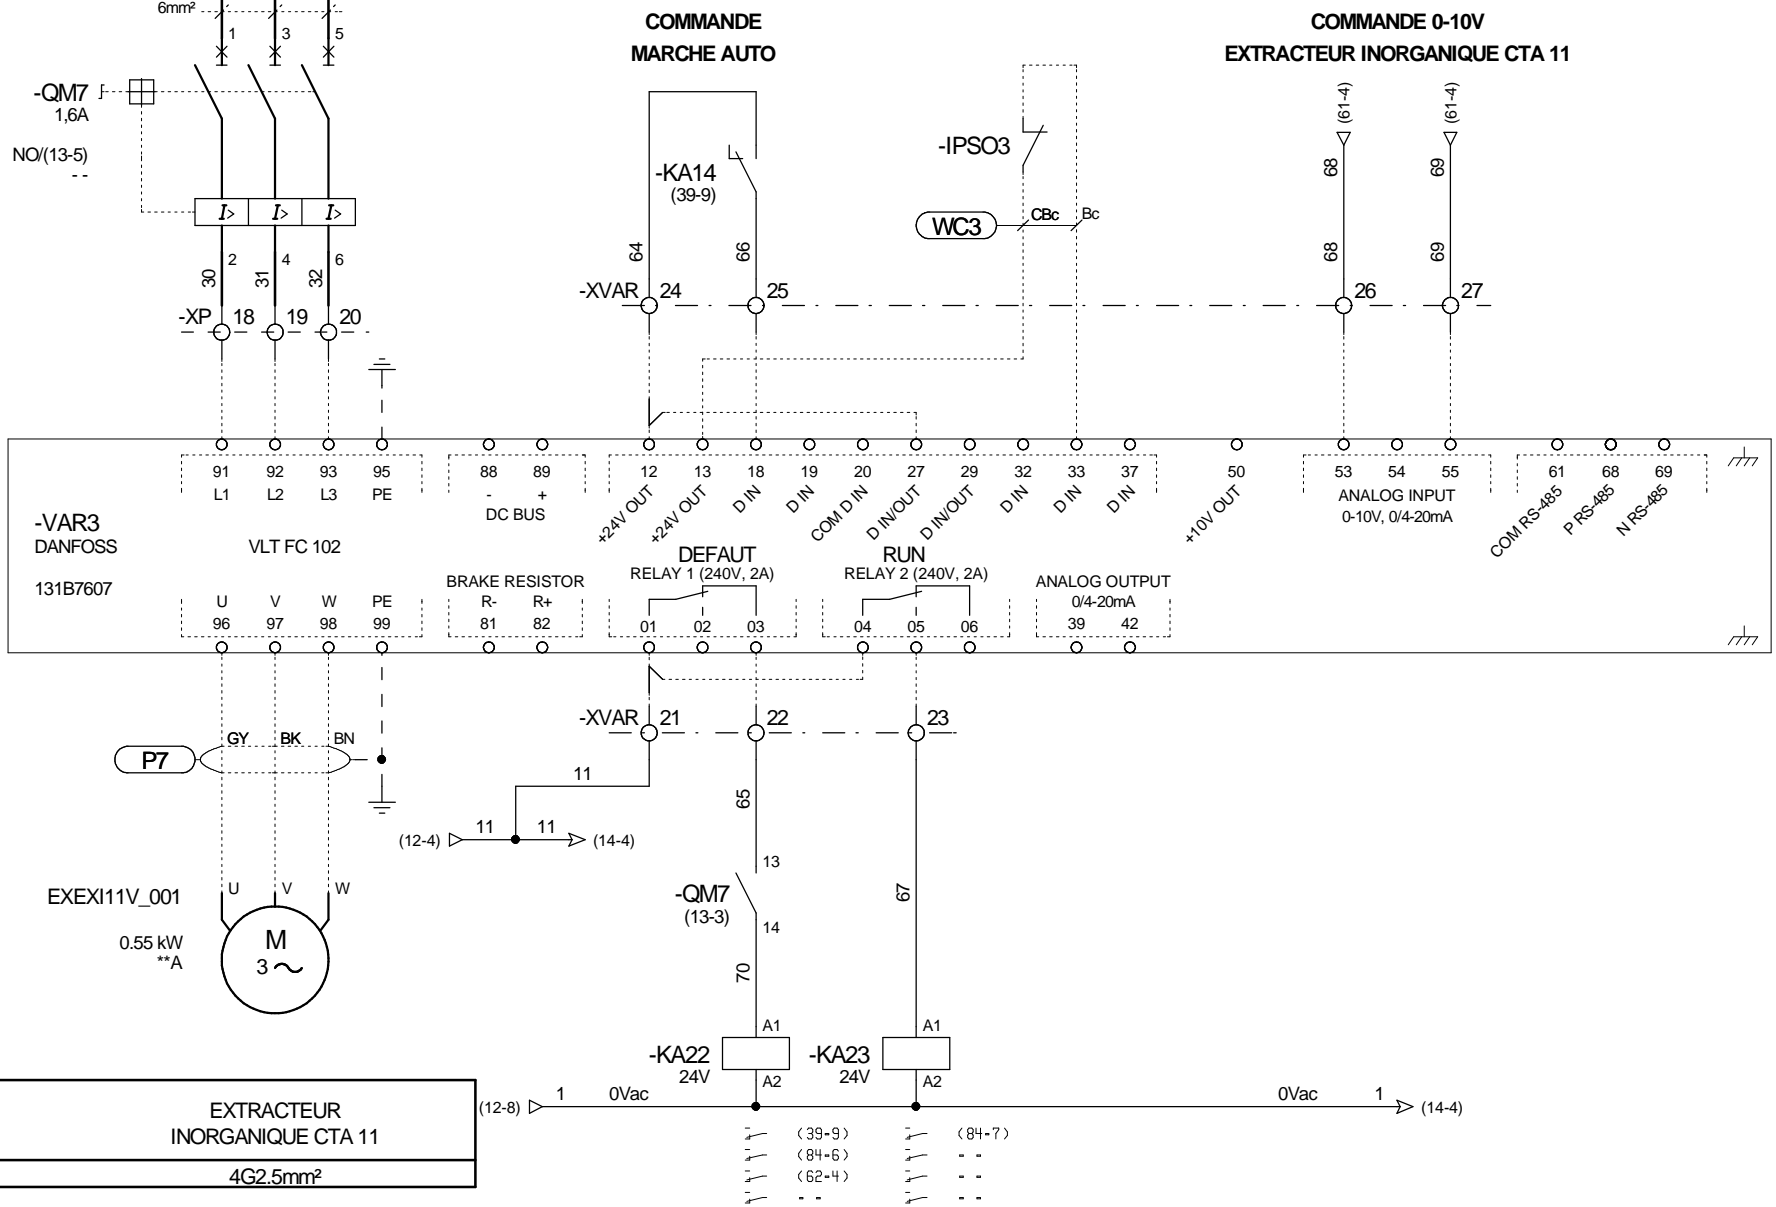 6mm²
1 3 5
-QM7
1,6A
NO/(13-5)
- -
I> I> I>
2 4 6
30 31 32
-XP 18 19 20
COMMANDE
MARCHE AUTO
-KA14
(39-9)
64 66
-XVAR 24 25
-IPSO3
WC3 CBc Bc
COMMANDE 0-10V
EXTRACTEUR INORGANIQUE CTA 11
(61-4) (61-4)
68 69
68 69
26 27
91 92 93 95 88 89 12 13 18 19 20 27 29 32 33 37 50 53 54 55 61 68 69
L1 L2 L3 PE
- +
DC BUS
+24V OUT
+24V OUT
D IN
D IN
COM D IN
D IN/OUT
D IN/OUT
D IN
D IN
D IN
+10V OUT
ANALOG INPUT
0-10V, 0/4-20mA
COM RS-485
P RS-485
N RS-485
-VAR3
DANFOSS
131B7607
VLT FC 102
DEFAUT
RELAY 1 (240V, 2A)
RUN
RELAY 2 (240V, 2A)
BRAKE RESISTOR
R- R+
81 82
ANALOG OUTPUT
0/4-20mA
39 42
U V W PE
96 97 98 99
01 02 03 04 05 06
-XVAR 21 22 23
P7 GY BK BN
11
(12-4) 11 11 (14-4)
65
13
-QM7
(13-3)
14
67
70
EXEXI11V_001
U V W
0.55 kW
**A
M
3
A1 A1
-KA22
24V
-KA23
24V
A2 A2
(12-8) 1 0Vac 0Vac 1 (14-4)
(39-9) (84-7)
(84-6) - -
(62-4) - -
- - - -
EXTRACTEUR
INORGANIQUE CTA 11
4G2.5mm²